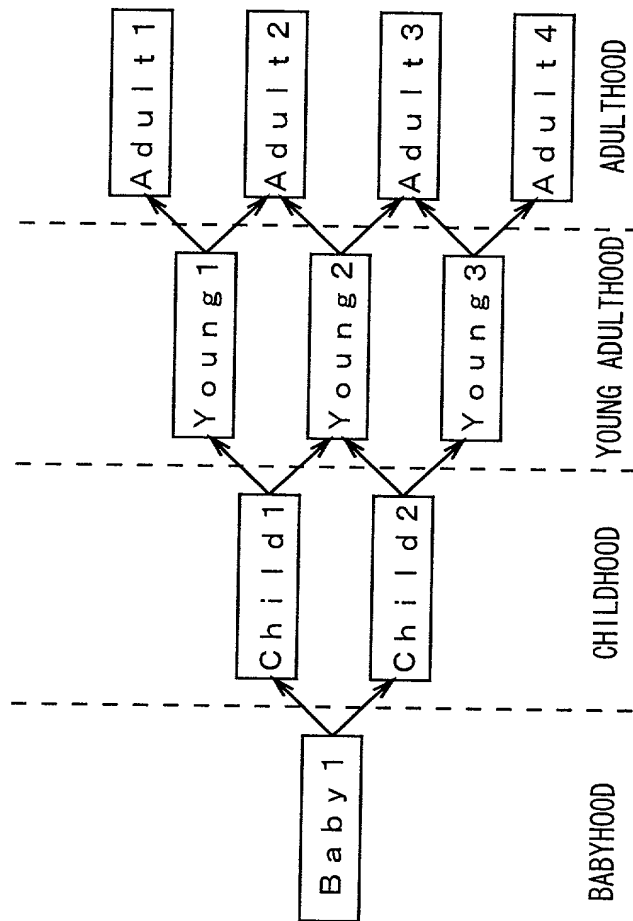 Baby1
Child1
Child2
Young1
Young2
Young3
Adult1
Adult2
Adult3
Adult4
BABYHOOD
CHILDHOOD
YOUNG ADULTHOOD
ADULTHOOD